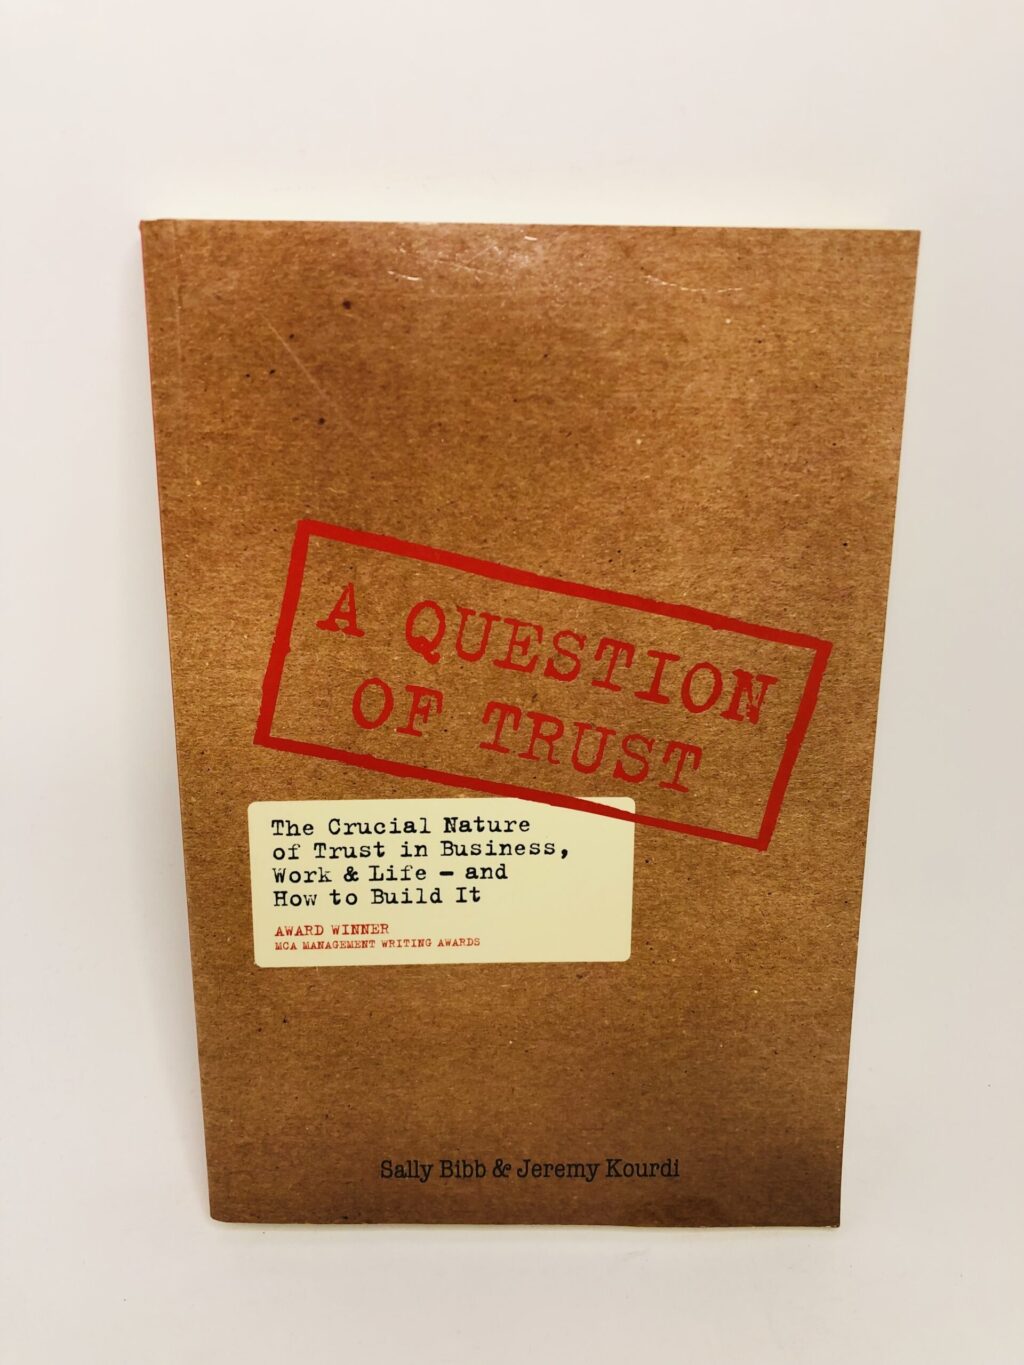 A QUESTION
OF TRUST
The Crucial Nature
of Trust in Business,
Work & Life – and
How to Build It
AWARD WINNER
MCA MANAGEMENT WRITING AWARDS
Sally Bibb & Jeremy Kourdi